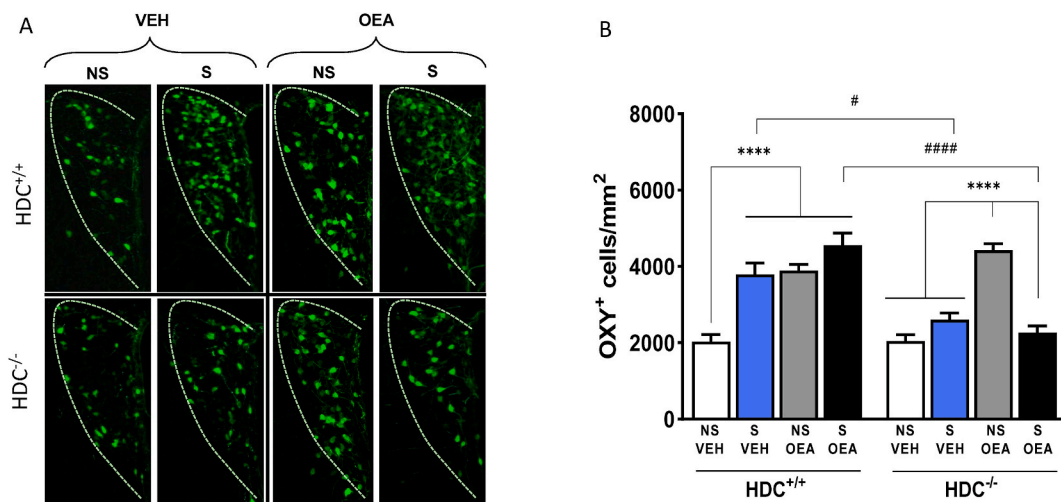 A
VEH OEA
NS S NS S
HDC+/+
HDC-/-
B
OXY+ cells/mm2
8000
6000
4000
2000
0
#
####
****
****
NS S NS S NS S NS S
VEH VEH OEA OEA VEH VEH OEA OEA
HDC+/+ HDC-/-